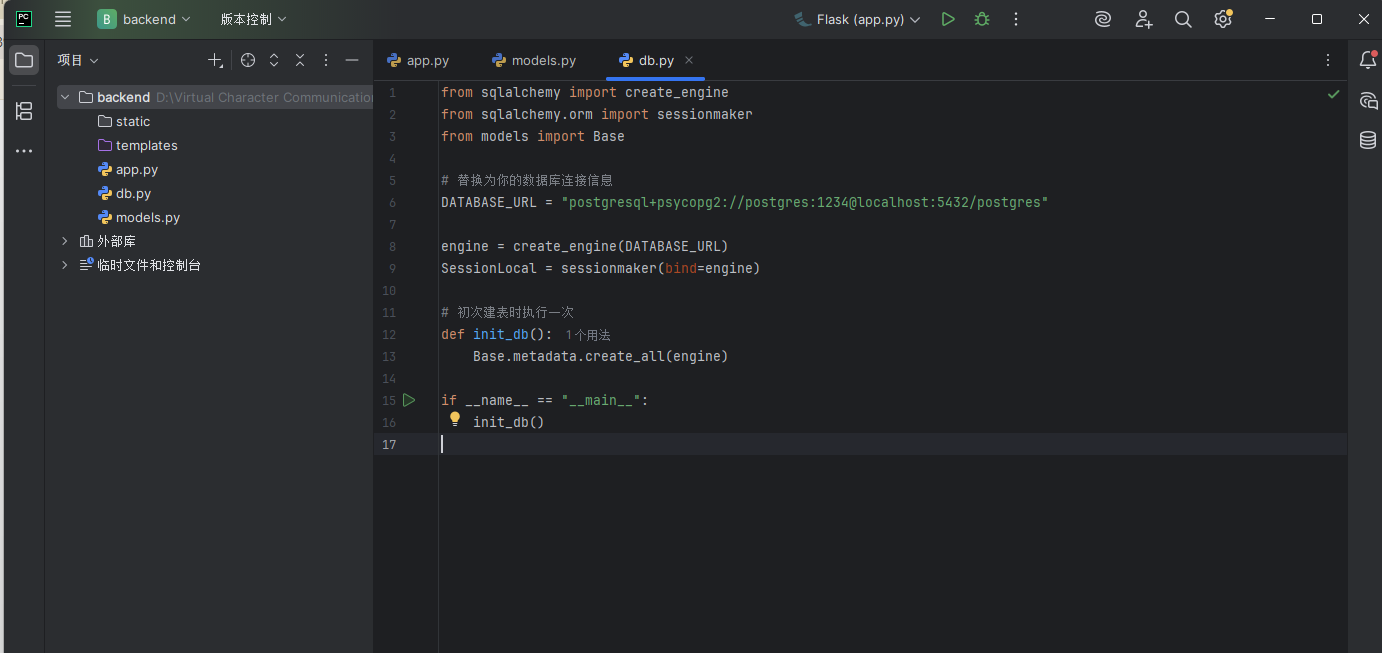 PC
B backend 版本控制 Flask (app.py)
项目
app.py models.py db.py
backend D:\Virtual Character Communication
static
templates
app.py
db.py
models.py
外部库
临时文件和控制台
1 from sqlalchemy import create_engine
2 from sqlalchemy.orm import sessionmaker
3 from models import Base
4
5 # 替换为你的数据库连接信息
6 DATABASE_URL = "postgresql+psycopg2://postgres:1234@localhost:5432/postgres"
7
8 engine = create_engine(DATABASE_URL)
9 SessionLocal = sessionmaker(bind=engine)
10
11 # 初次建表时执行一次
12 def init_db(): 1个用法
13 Base.metadata.create_all(engine)
14
15 if __name__ == "__main__":
16 init_db()
17